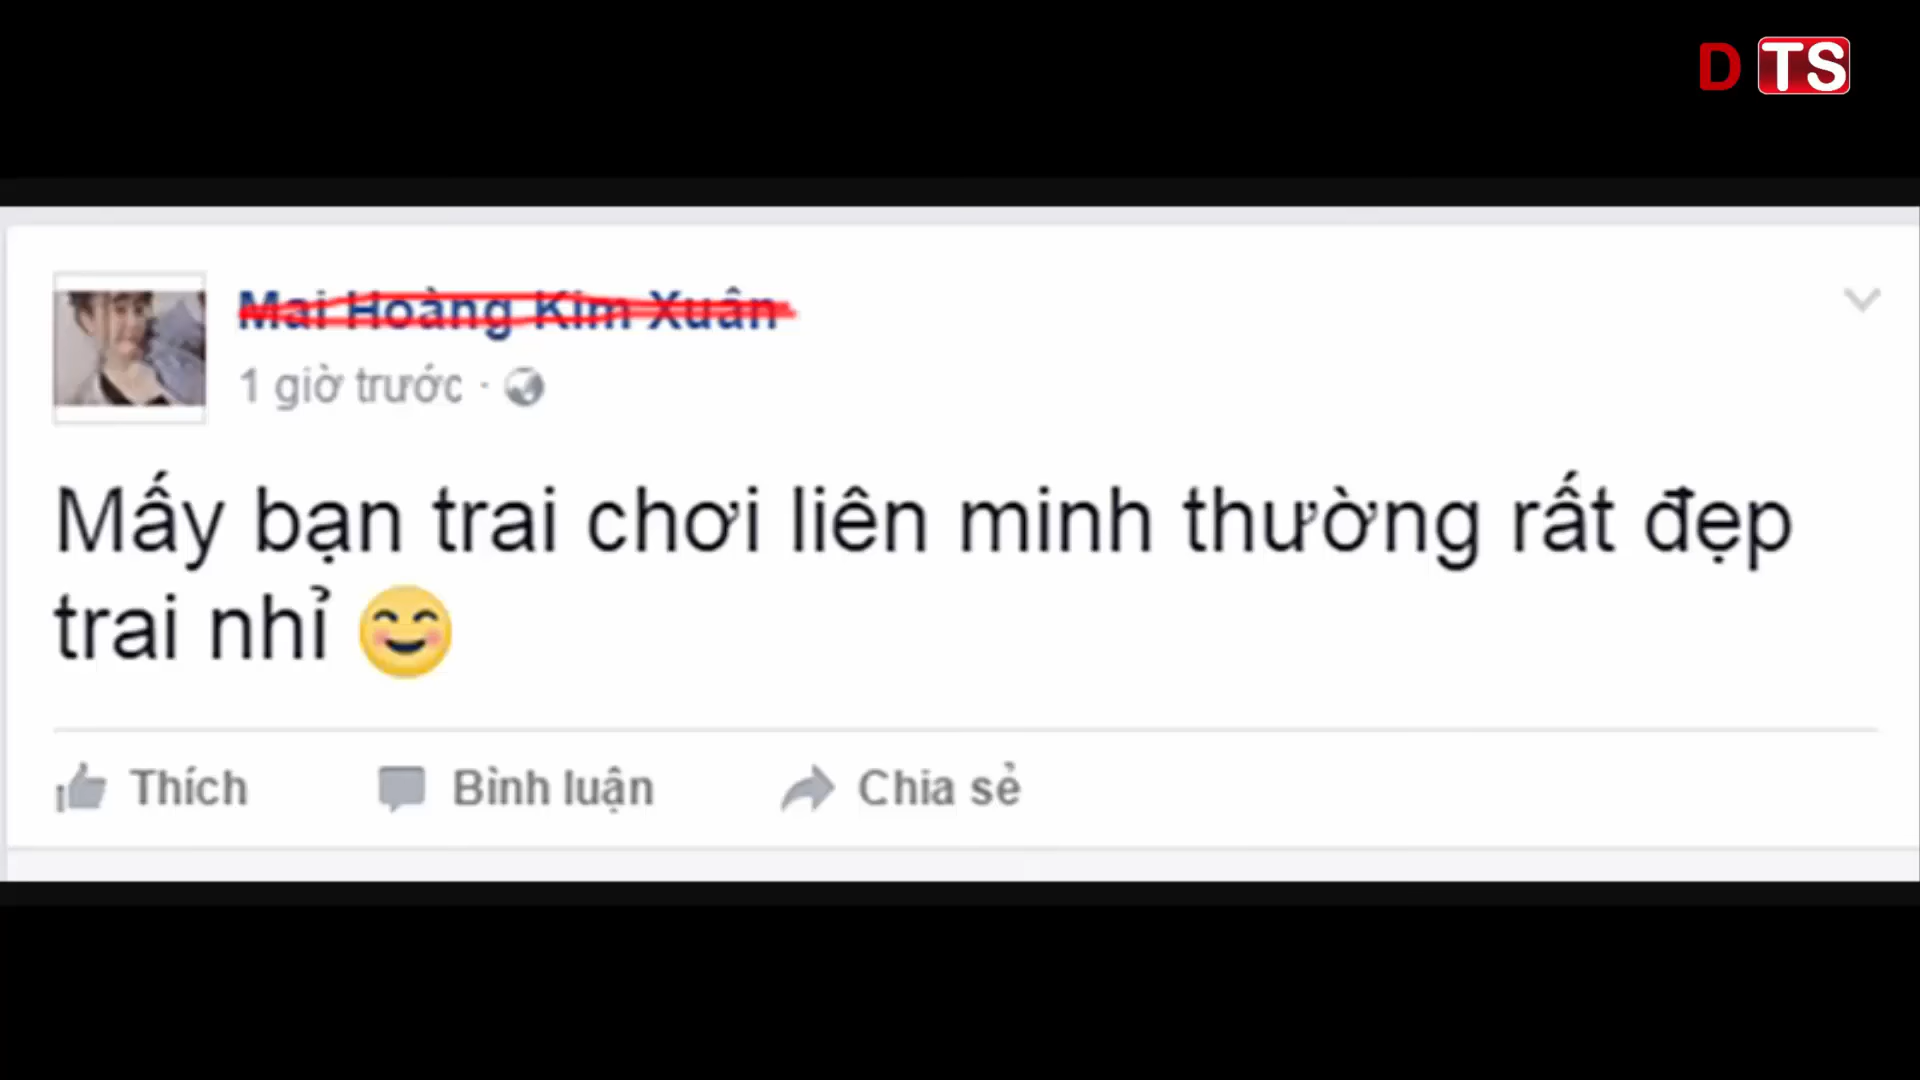 D TS
Mai Hoàng Kim Xuân
1 giờ trước ·
Mấy bạn trai chơi liên minh thường rất đẹp
trai nhỉ 😊
Thích Bình luận Chia sẻ